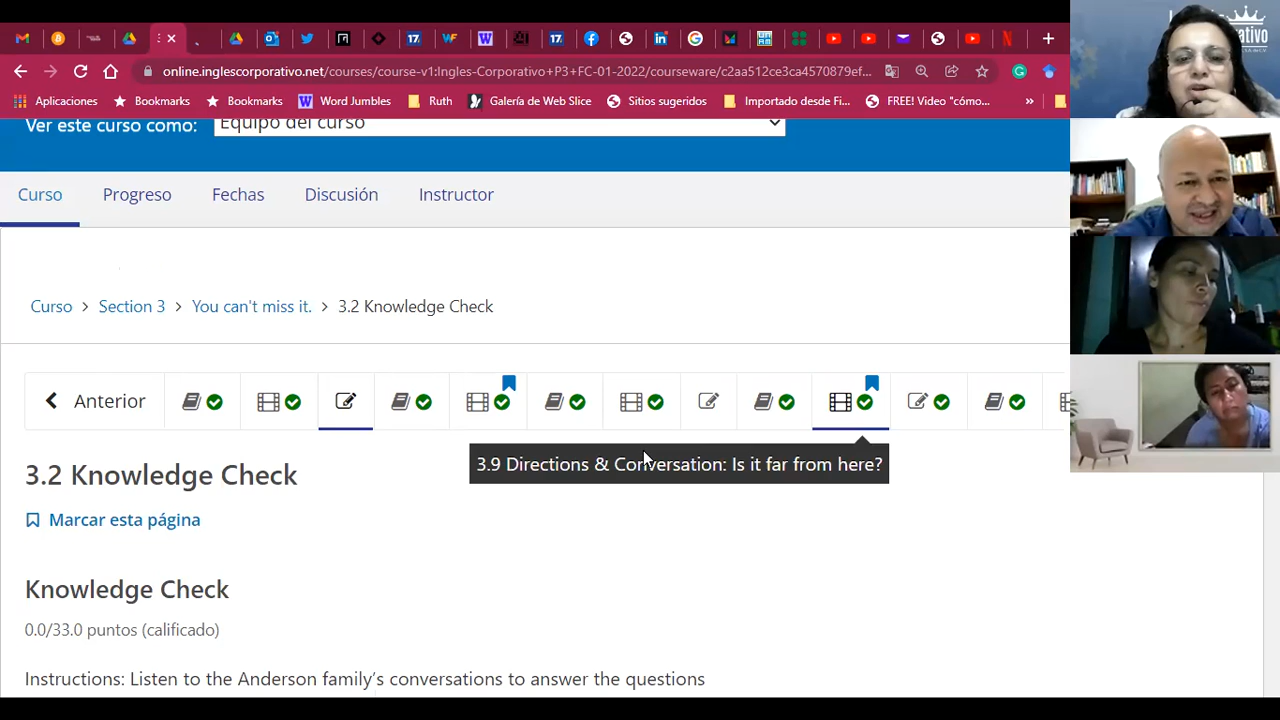 online.inglescorporativo.net/courses/course-v1:Ingles-Corporativo+P3+FC-01-2022/courseware/c2aa512ce3ca4570879ef...
Aplicaciones Bookmarks Bookmarks Word Jumbles Ruth Galería de Web Slice Sitios sugeridos Importado desde Fi... FREE! Video "cómo... »
Ver este curso como: Equipo del curso
Curso Progreso Fechas Discusión Instructor
Curso > Section 3 > You can't miss it. > 3.2 Knowledge Check
Anterior
3.9 Directions & Conversation: Is it far from here?
3.2 Knowledge Check
Marcar esta página
Knowledge Check
0.0/33.0 puntos (calificado)
Instructions: Listen to the Anderson family's conversations to answer the questions